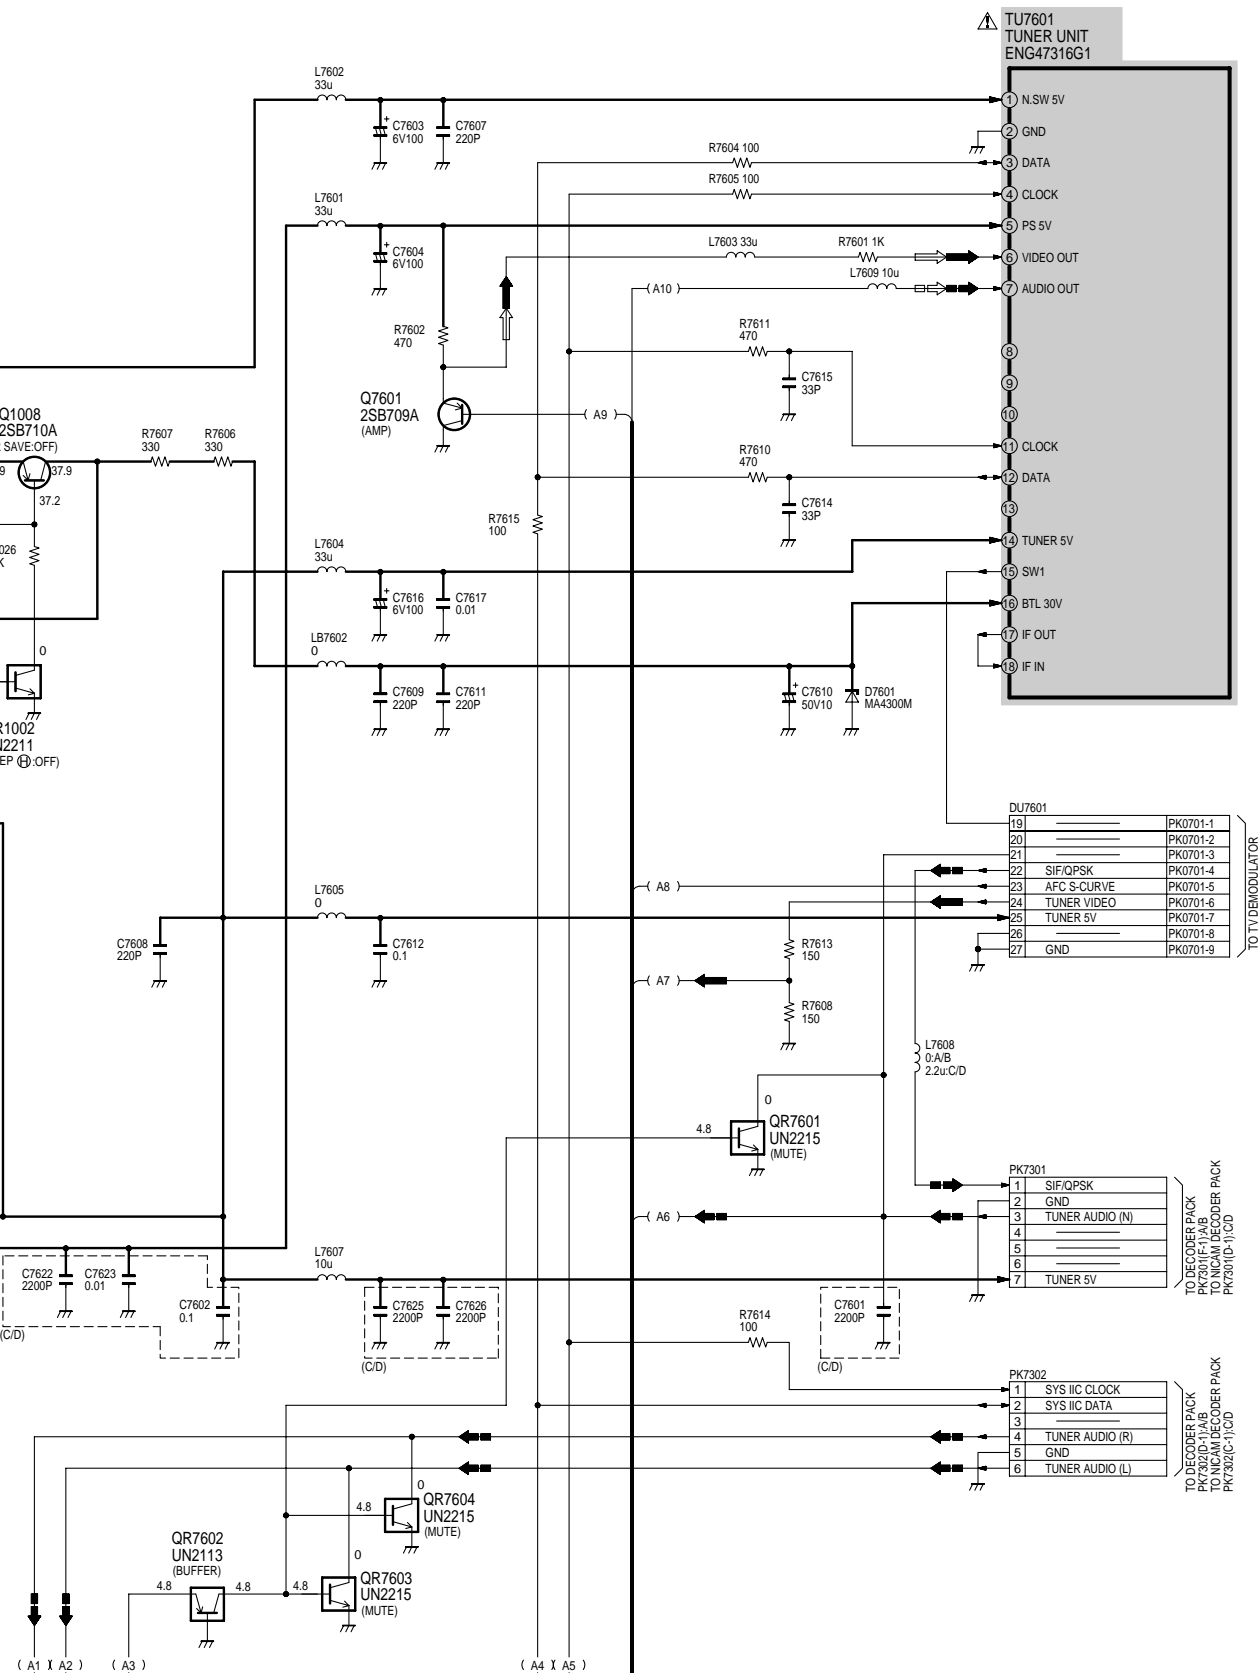 TU7601
TUNER UNIT
ENG47316G1
L7602
33u
1 N.SW 5V
+
C7603
6V100
C7607
220P
2 GND
R7604 100
3 DATA
R7605 100
4 CLOCK
L7601
33u
5 PS 5V
+
C7604
6V100
L7603 33u
R7601 1K
6 VIDEO OUT
L7609 10u
(A10)
7 AUDIO OUT
R7602
470
R7611
470
8
C7615
33P
9
Q7601
2SB709A
(AMP)
( A9 )
10
Q1008
2SB710A
SAVE:OFF)
9
37.9
37.2
R7607
330
R7606
330
11 CLOCK
R7610
470
12 DATA
C7614
33P
13
R7615
100
026
K
L7604
33u
14 TUNER 5V
15 SW1
+
C7616
6V100
C7617
0.01
16 BTL 30V
LB7602
0
17 IF OUT
18 IF IN
0
C7609
220P
C7611
220P
+
C7610
50V10
D7601
MA4300M
R1002
N2211
EP H:OFF)
DU7601
19 PK0701-1
20 PK0701-2
21 PK0701-3
22 SIF/QPSK PK0701-4
23 AFC S-CURVE PK0701-5
24 TUNER VIDEO PK0701-6
25 TUNER 5V PK0701-7
26 PK0701-8
27 GND PK0701-9
TO TV DEMODULATOR
( A8 )
L7605
0
C7608
220P
C7612
0.1
R7613
150
( A7 )
R7608
150
L7608
0:A/B
2.2u:C/D
0
4.8
QR7601
UN2215
(MUTE)
PK7301
1 SIF/QPSK
2 GND
3 TUNER AUDIO (N)
4
5
6
7 TUNER 5V
TO DECODER PACK
PK7301(F-1):A/B
TO NICAM DECODER PACK
PK7301(D-1):C/D
( A6 )
L7607
10u
C7622
2200P
C7623
0.01
C7602
0.1
(C/D)
C7625
2200P
C7626
2200P
(C/D)
C7601
2200P
(C/D)
R7614
100
PK7302
1 SYS IIC CLOCK
2 SYS IIC DATA
3
4 TUNER AUDIO (R)
5 GND
6 TUNER AUDIO (L)
TO DECODER PACK
PK7302(D-1):A/B
TO NICAM DECODER PACK
PK7302(C-1):C/D
0
4.8
QR7604
UN2215
(MUTE)
QR7602
UN2113
(BUFFER)
4.8
4.8
4.8
0
QR7603
UN2215
(MUTE)
( A1 )( A2 )
( A3 )
( A4 )( A5 )